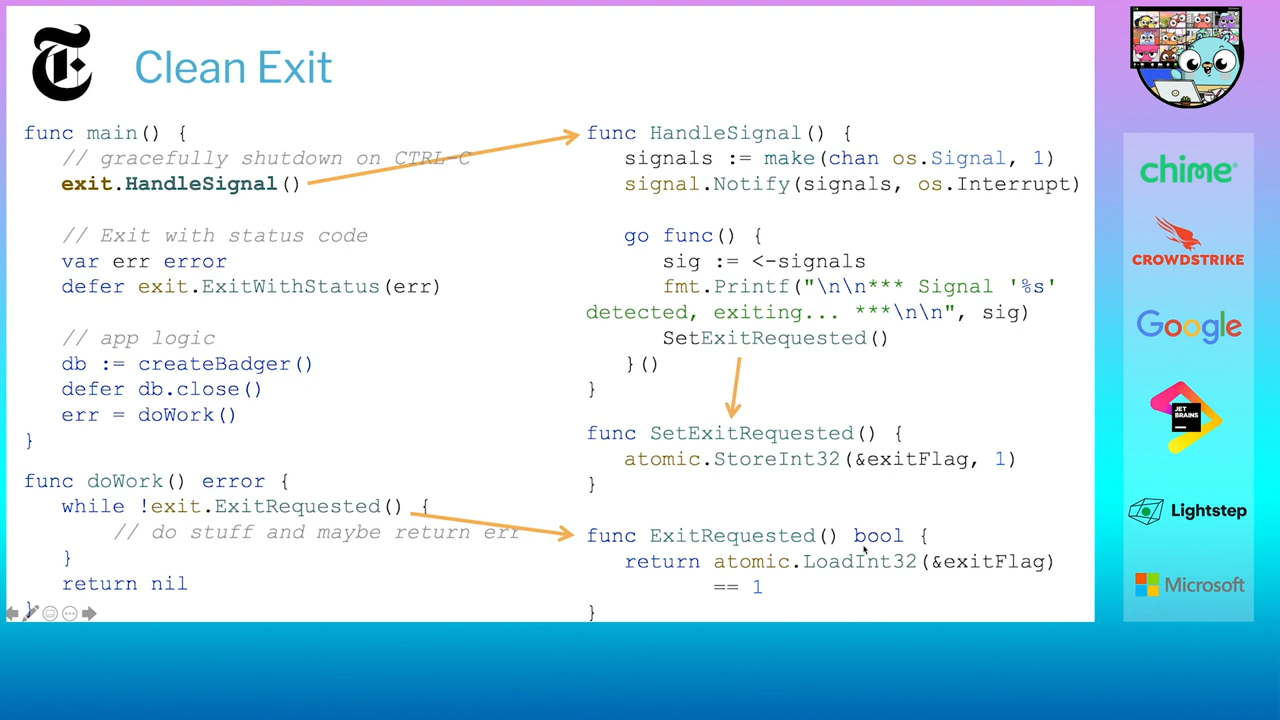 Clean Exit
func main() {
// gracefully shutdown on CTRL-C
exit.HandleSignal()
// Exit with status code
var err error
defer exit.ExitWithStatus(err)
// app logic
db := createBadger()
defer db.close()
err = doWork()
}
func doWork() error {
while !exit.ExitRequested() {
// do stuff and maybe return err
}
return nil
}
func HandleSignal() {
signals := make(chan os.Signal, 1)
signal.Notify(signals, os.Interrupt)
go func() {
sig := <-signals
fmt.Printf("\n\n*** Signal '%s'
detected, exiting... ***\n\n", sig)
SetExitRequested()
}()
}
func SetExitRequested() {
atomic.StoreInt32(&exitFlag, 1)
}
func ExitRequested() bool {
return atomic.LoadInt32(&exitFlag)
== 1
}
chime
CROWDSTRIKE
Google
JET
BRAINS
Lightstep
Microsoft